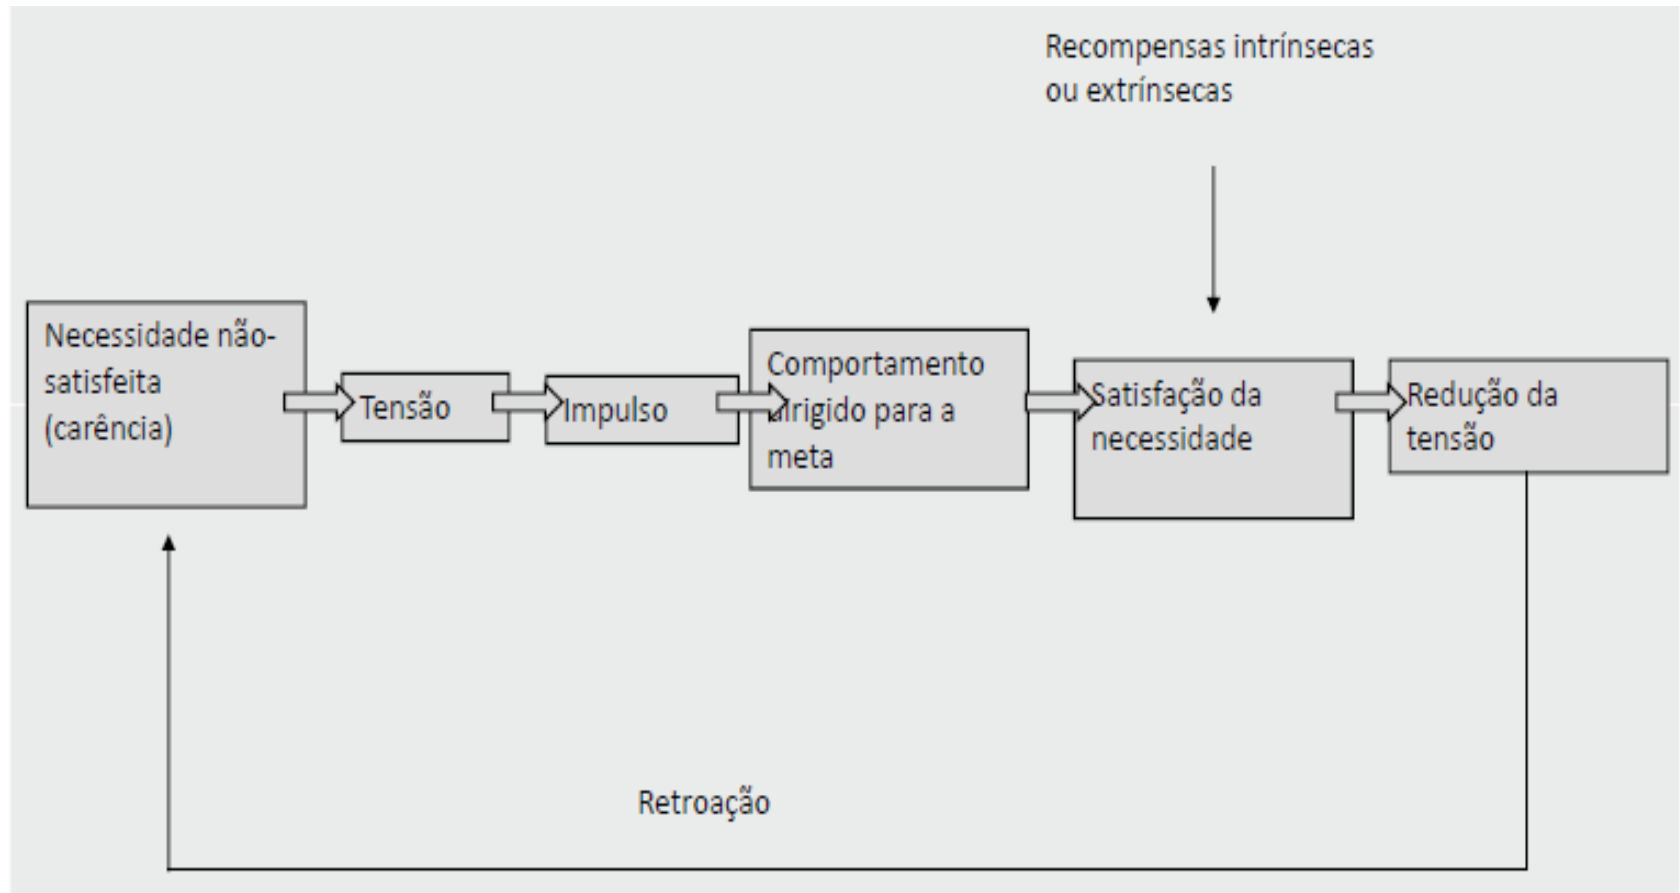 Recompensas intrínsecas
ou extrínsecas
Necessidade não-
satisfeita
(carência)
Tensão
Impulso
Comportamento
dirigido para a
meta
Satisfação da
necessidade
Redução da
tensão
Retroação